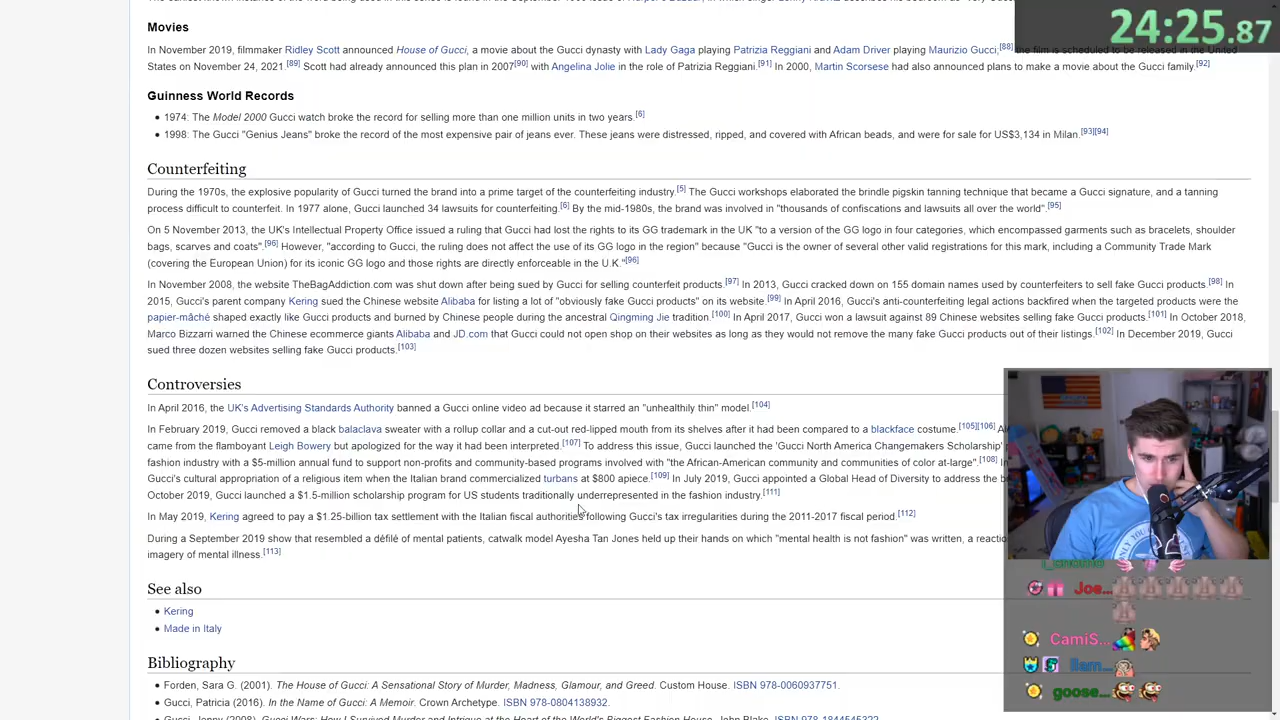 24:25.87
Movies
In November 2019, filmmaker Ridley Scott announced House of Gucci, a movie about the Gucci dynasty with Lady Gaga playing Patrizia Reggiani and Adam Driver playing Maurizio Gucci;[88] the film is scheduled to be released in the United
States on November 24, 2021.[89] Scott had already announced this plan in 2007[90] with Angelina Jolie in the role of Patrizia Reggiani.[91] In 2000, Martin Scorsese had also announced plans to make a movie about the Gucci family.[92]
Guinness World Records
• 1974: The Model 2000 Gucci watch broke the record for selling more than one million units in two years.[6]
• 1998: The Gucci "Genius Jeans" broke the record of the most expensive pair of jeans ever. These jeans were distressed, ripped, and covered with African beads, and were for sale for US$3,134 in Milan.[93][94]
Counterfeiting
During the 1970s, the explosive popularity of Gucci turned the brand into a prime target of the counterfeiting industry.[5] The Gucci workshops elaborated the brindle pigskin tanning technique that became a Gucci signature, and a tanning
process difficult to counterfeit. In 1977 alone, Gucci launched 34 lawsuits for counterfeiting.[6] By the mid-1980s, the brand was involved in "thousands of confiscations and lawsuits all over the world".[95]
On 5 November 2013, the UK's Intellectual Property Office issued a ruling that Gucci had lost the rights to its GG trademark in the UK "to a version of the GG logo in four categories, which encompassed garments such as bracelets, shoulder
bags, scarves and coats".[96] However, "according to Gucci, the ruling does not affect the use of its GG logo in the region" because "Gucci is the owner of several other valid registrations for this mark, including a Community Trade Mark
(covering the European Union) for its iconic GG logo and those rights are directly enforceable in the U.K."[96]
In November 2008, the website TheBagAddiction.com was shut down after being sued by Gucci for selling counterfeit products.[97] In 2013, Gucci cracked down on 155 domain names used by counterfeiters to sell fake Gucci products.[98] In
2015, Gucci's parent company Kering sued the Chinese website Alibaba for listing a lot of "obviously fake Gucci products" on its website.[99] In April 2016, Gucci's anti-counterfeiting legal actions backfired when the targeted products were the
papier-mâché shaped exactly like Gucci products and burned by Chinese people during the ancestral Qingming Jie tradition.[100] In April 2017, Gucci won a lawsuit against 89 Chinese websites selling fake Gucci products.[101] In October 2018,
Marco Bizzarri warned the Chinese ecommerce giants Alibaba and JD.com that Gucci could not open shop on their websites as long as they would not remove the many fake Gucci products out of their listings.[102] In December 2019, Gucci
sued three dozen websites selling fake Gucci products.[103]
Controversies
In April 2016, the UK's Advertising Standards Authority banned a Gucci online video ad because it starred an "unhealthily thin" model.[104]
In February 2019, Gucci removed a black balaclava sweater with a rollup collar and a cut-out red-lipped mouth from its shelves after it had been compared to a blackface costume.[105][106]
came from the flamboyant Leigh Bowery but apologized for the way it had been interpreted.[107] To address this issue, Gucci launched the 'Gucci North America Changemakers Scholarship'
fashion industry with a $5-million annual fund to support non-profits and community-based programs involved with "the African-American community and communities of color at-large".[108] In
Gucci's cultural appropriation of a religious item when the Italian brand commercialized turbans at $800 apiece.[109] In July 2019, Gucci appointed a Global Head of Diversity to address the
October 2019, Gucci launched a $1.5-million scholarship program for US students traditionally underrepresented in the fashion industry.[111]
In May 2019, Kering agreed to pay a $1.25-billion tax settlement with the Italian fiscal authorities following Gucci's tax irregularities during the 2011-2017 fiscal period.[112]
During a September 2019 show that resembled a défilé of mental patients, catwalk model Ayesha Tan Jones held up their hands on which "mental health is not fashion" was written, a
imagery of mental illness.[113]
See also
• Kering
• Made in Italy
Bibliography
• Forden, Sara G. (2001). The House of Gucci: A Sensational Story of Murder, Madness, Glamour, and Greed. Custom House. ISBN 978-0060937751.
• Gucci, Patricia (2016). In the Name of Gucci: A Memoir. Crown Archetype. ISBN 978-0804138932.
Joe...
CamiS...
liam...
goose...